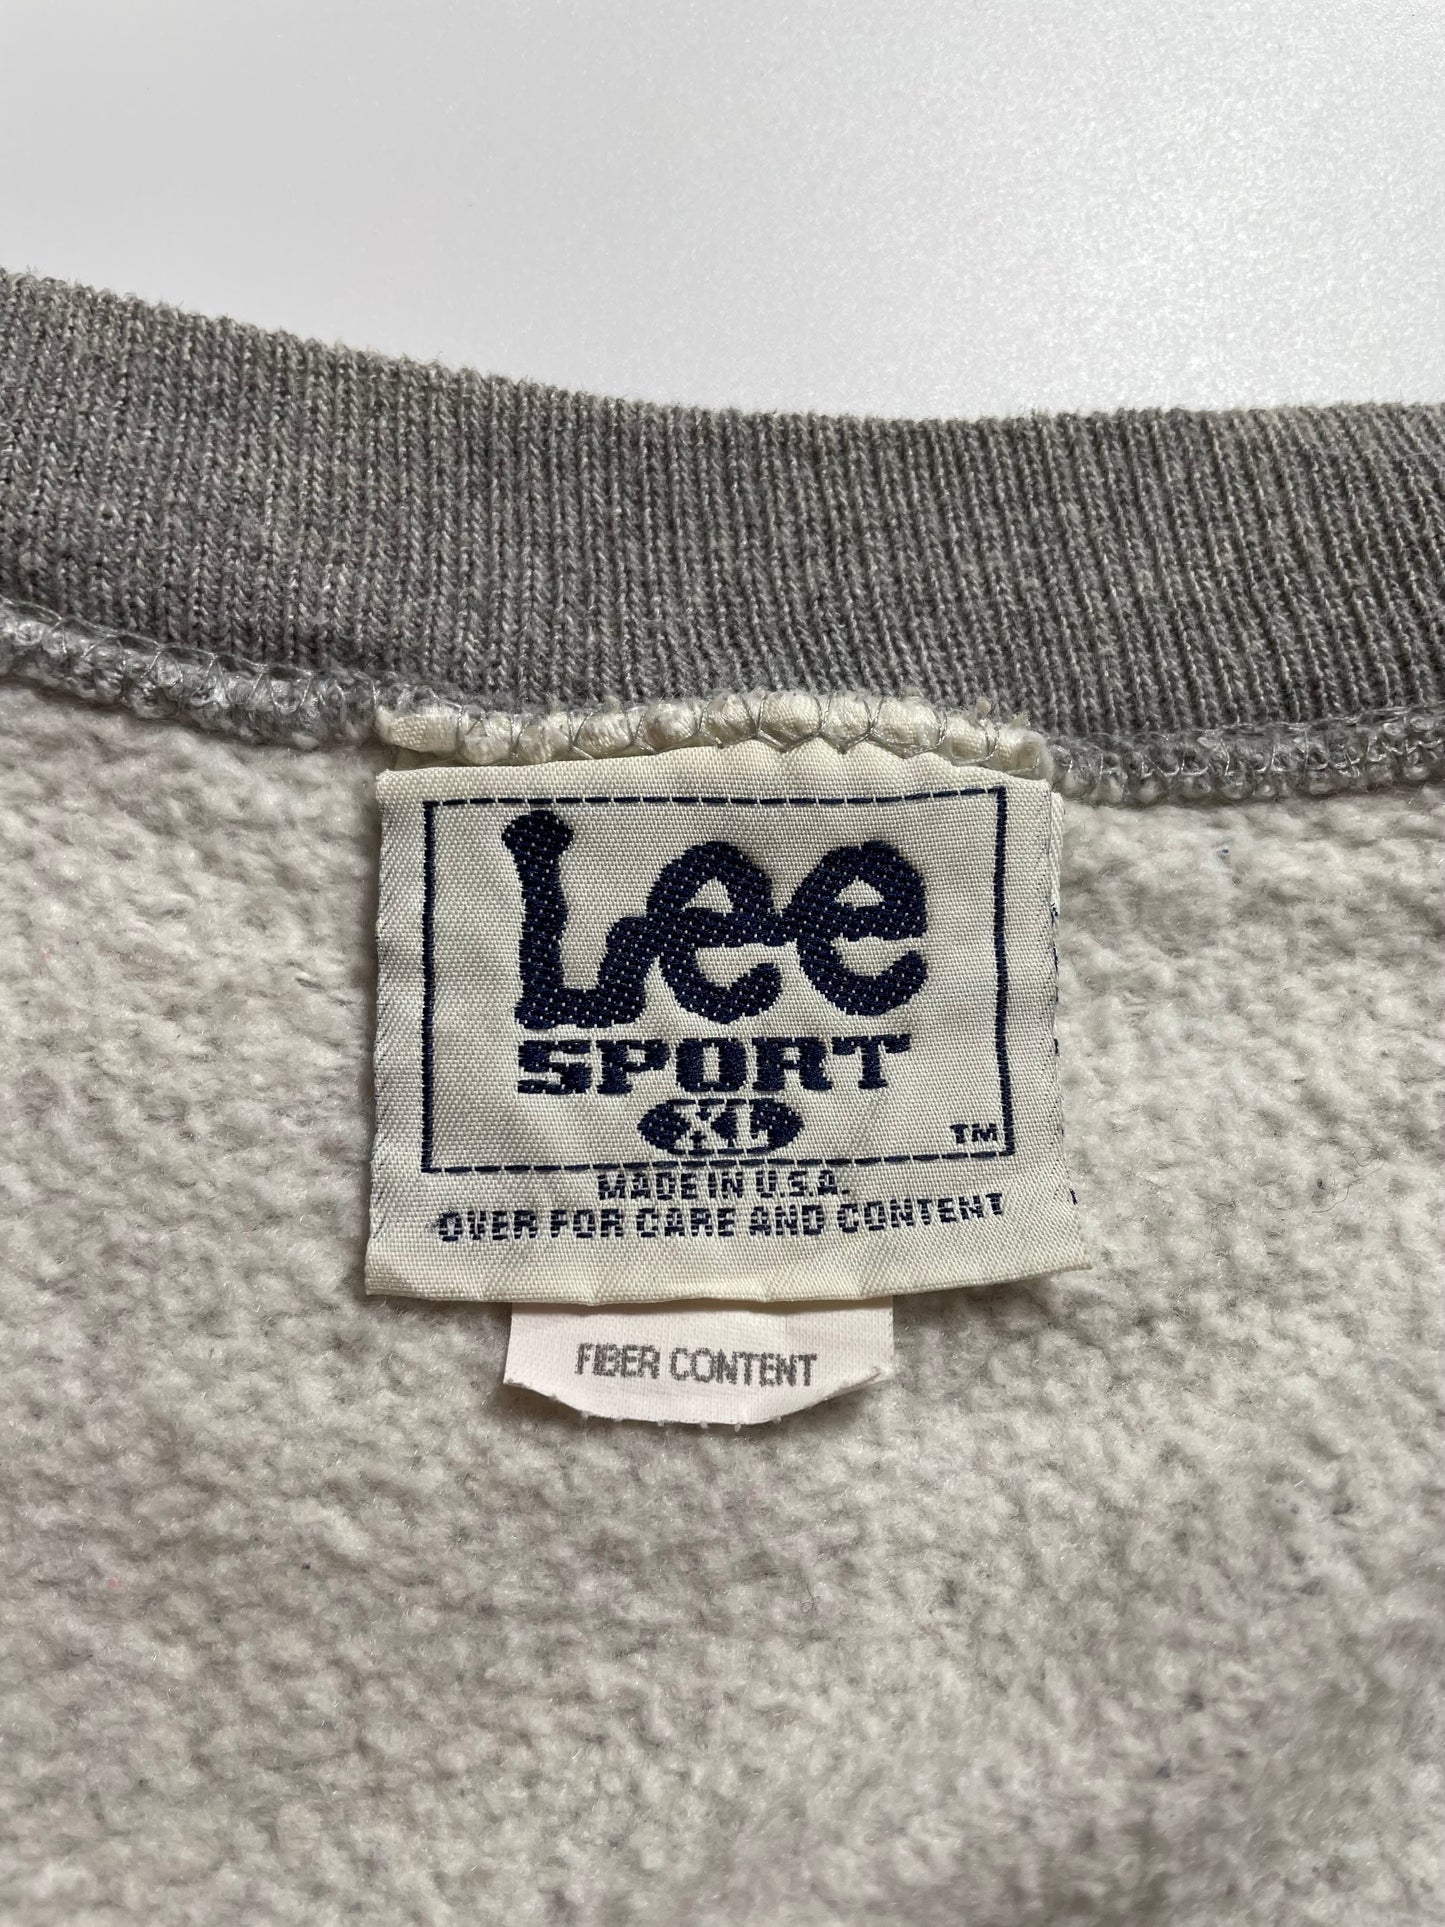 Lee
SPORT
XL
TM
MADE IN U.S.A.
OVER FOR CARE AND CONTENT
FIBER CONTENT